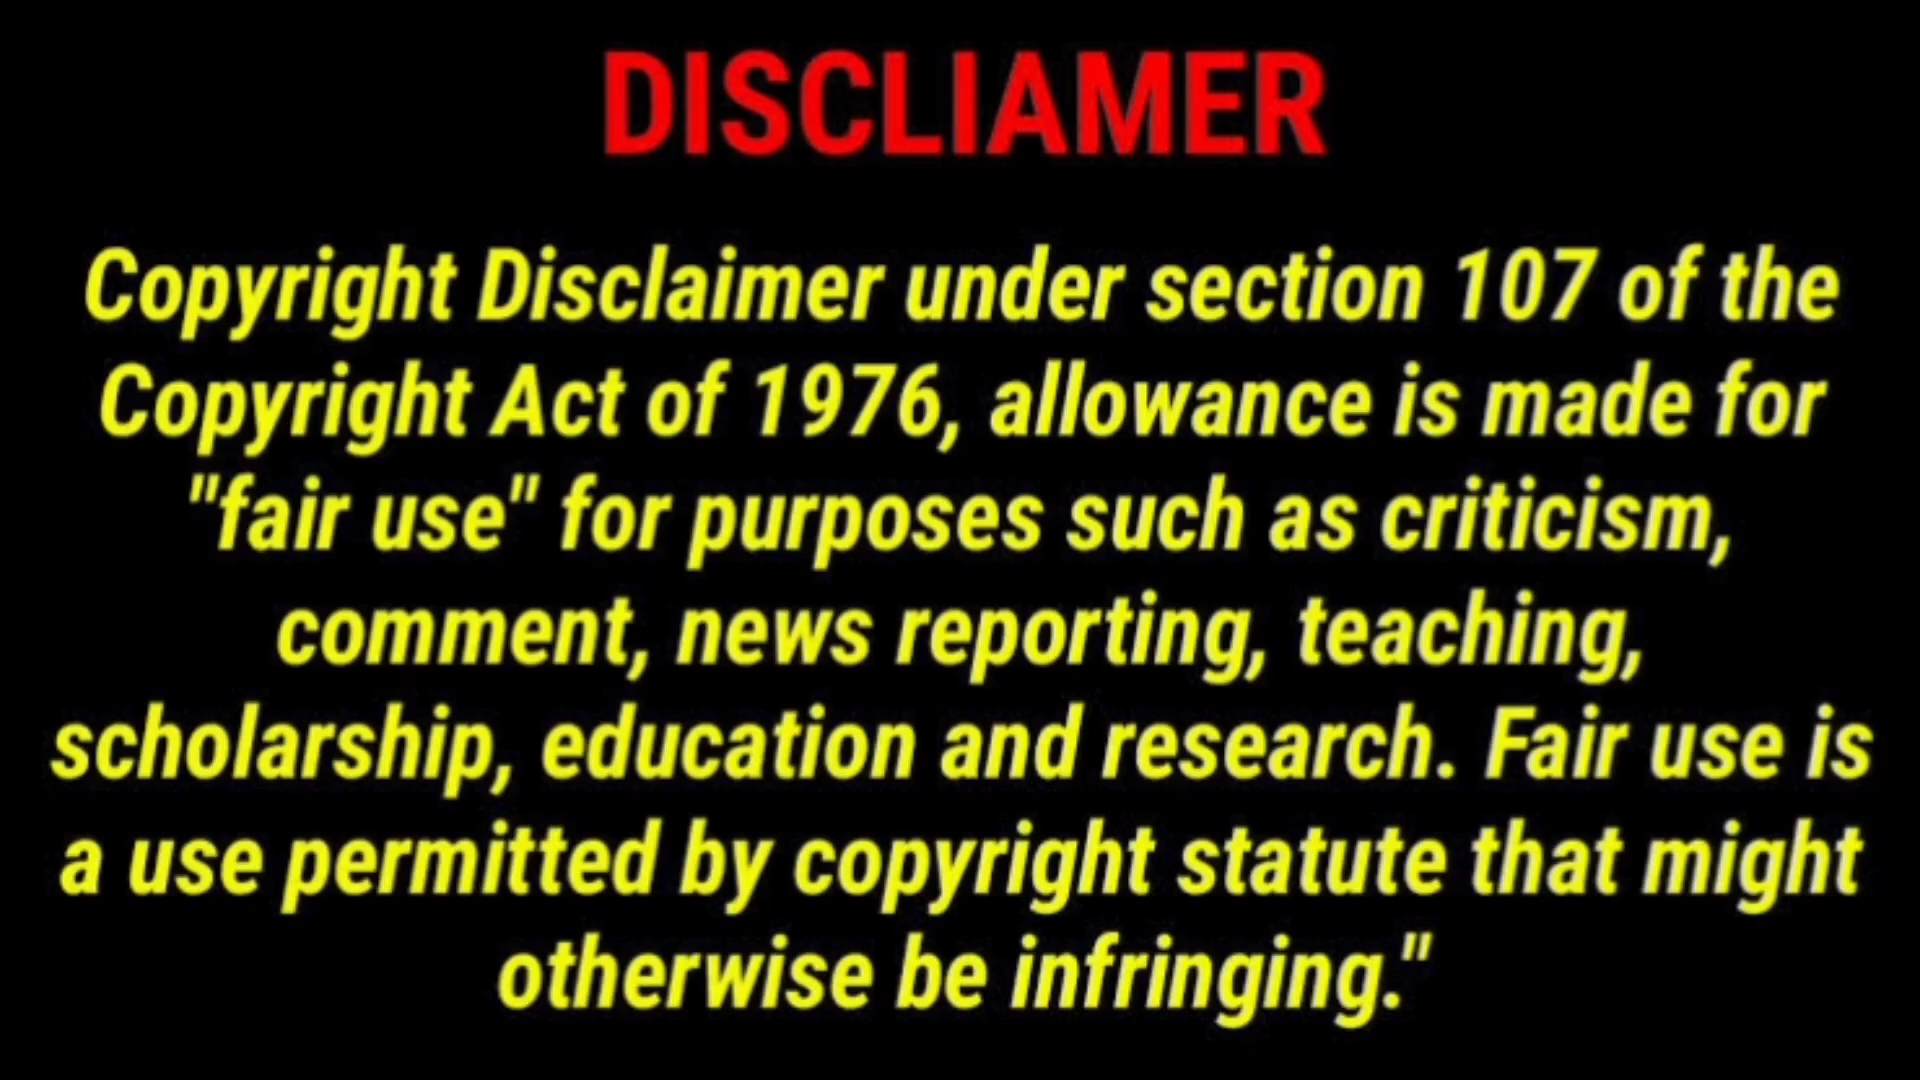 DISCLIAMER
Copyright Disclaimer under section 107 of the
Copyright Act of 1976, allowance is made for
"fair use" for purposes such as criticism,
comment, news reporting, teaching,
scholarship, education and research. Fair use is
a use permitted by copyright statute that might
otherwise be infringing."